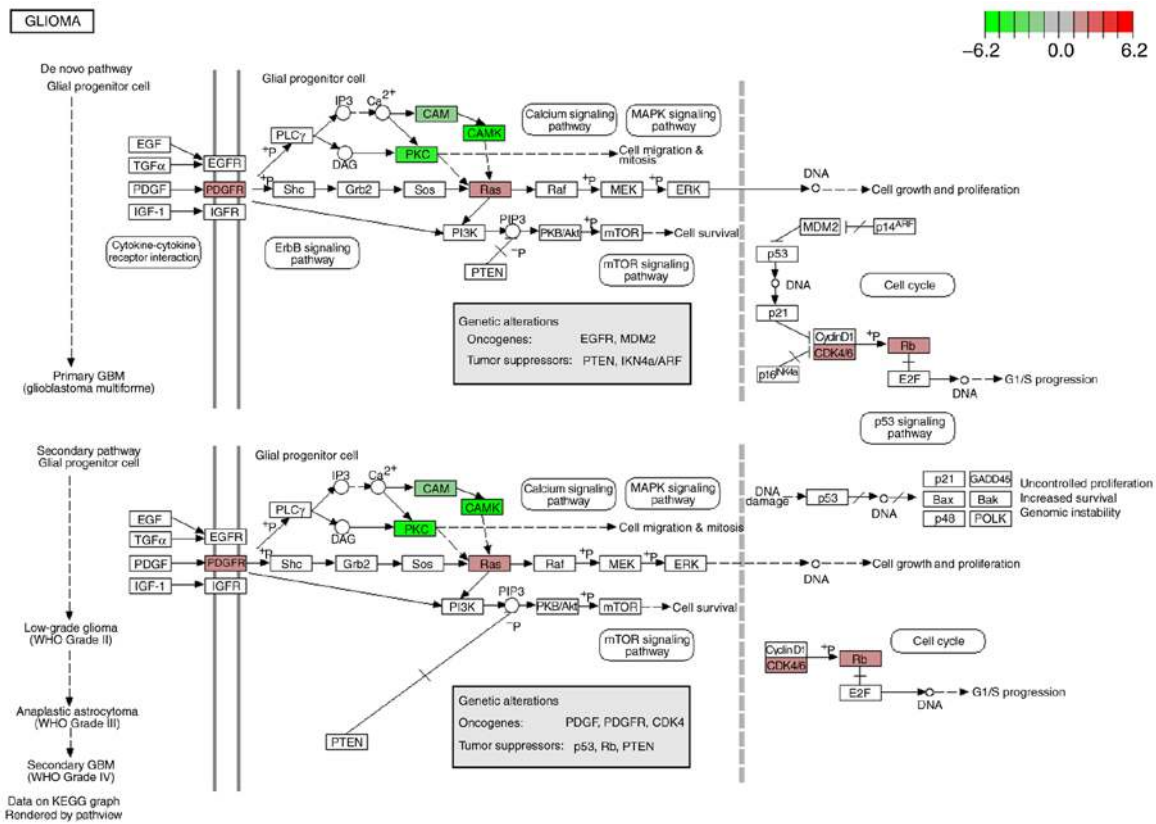 GLIOMA
−6.2 0.0 6.2
De novo pathway
Glial progenitor cell
Glial progenitor cell
IP3
Ca2+
CAM
Calcium signaling
pathway
MAPK signaling
pathway
PLCγ
CAMK
+P
DAG
PKC
Cell migration &
mitosis
EGF
TGFα
EGFR
PDGF
PDGFR
+P
Shc
Grb2
Sos
Ras
Raf
+P
MEK
+P
ERK
DNA
Cell growth and proliferation
IGF-1
IGFR
PI3K
PIP3
−P
PKB/Akt
+P
mTOR
Cell survival
PTEN
Cytokine-cytokine
receptor interaction
ErbB signaling
pathway
mTOR signaling
pathway
MDM2
p14ARF
p53
DNA
Cell cycle
p21
CyclinD1
CDK4/6
+P
Rb
p16INK4a
E2F
DNA
G1/S progression
p53 signaling
pathway
Genetic alterations
Oncogenes: EGFR, MDM2
Tumor suppressors: PTEN, IKN4a/ARF
Primary GBM
(glioblastoma multiforme)
Secondary pathway
Glial progenitor cell
Glial progenitor cell
IP3
Ca2+
CAM
Calcium signaling
pathway
MAPK signaling
pathway
PLCγ
CAMK
+P
DAG
PKC
Cell migration & mitosis
DNA
damage
p53
DNA
p21 GADD45
Bax Bak
p48 POLK
Uncontrolled proliferation
Increased survival
Genomic instability
EGF
TGFα
EGFR
PDGF
PDGFR
+P
Shc
Grb2
Sos
Ras
Raf
+P
MEK
+P
ERK
DNA
Cell growth and proliferation
IGF-1
IGFR
PI3K
PIP3
−P
PKB/Akt
+P
mTOR
Cell survival
mTOR signaling
pathway
PTEN
CyclinD1
CDK4/6
+P
Rb
Cell cycle
E2F
DNA
G1/S progression
Genetic alterations
Oncogenes: PDGF, PDGFR, CDK4
Tumor suppressors: p53, Rb, PTEN
Low-grade glioma
(WHO Grade II)
Anaplastic astrocytoma
(WHO Grade III)
Secondary GBM
(WHO Grade IV)
Data on KEGG graph
Rendered by pathview